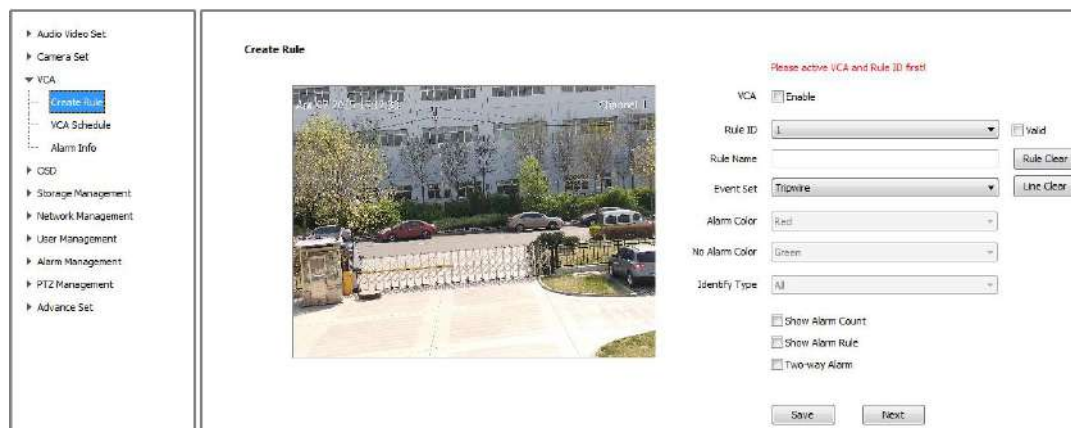 Audio Video Set
Camera Set
VCA
Create Rule
VCA Schedule
Alarm Info
OSD
Storage Management
Network Management
User Management
Alarm Management
PTZ Management
Advance Set
Create Rule
Channel 1
Please active VCA and Rule ID first!
VCA Enable
Rule ID 1 Valid
Rule Name Rule Clear
Event Set Tripwire Line Clear
Alarm Color Red
No Alarm Color Green
Identify Type All
Show Alarm Count
Show Alarm Rule
Two-way Alarm
Save Next